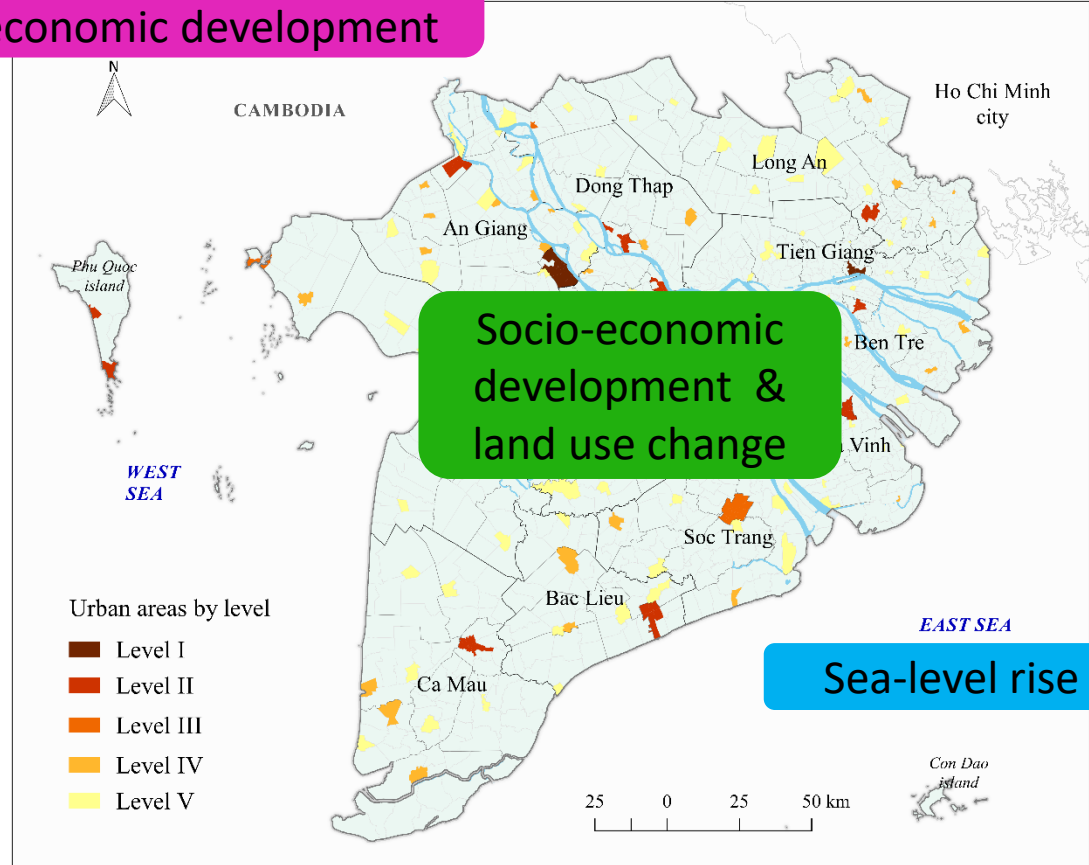 economic development
N
CAMBODIA
Ho Chi Minh
city
Long An
Dong Thap
An Giang
Tien Giang
Phu Quoc
island
Socio-economic
development &
land use change
Ben Tre
Vinh
WEST
SEA
Soc Trang
Bac Lieu
Urban areas by level
Level I
Level II
Level III
Level IV
Level V
EAST SEA
Sea-level rise
Ca Mau
Con Dao
island
25 0 25 50 km